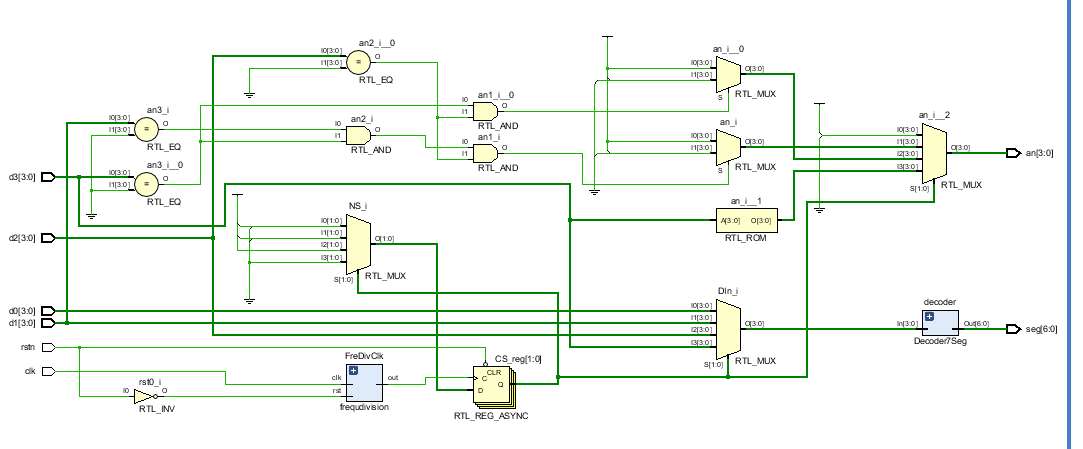 an2_i__0
I0[3:0]
I1[3:0]
=
O
RTL_EQ
an_i__0
I0[3:0]
I1[3:0]
S
O[3:0]
RTL_MUX
an3_i
I0[3:0]
I1[3:0]
=
O
RTL_EQ
an2_i
I0
I1
O
RTL_AND
an1_i__0
I0
I1
O
RTL_AND
an1_i
I0
I1
O
RTL_AND
an_i
I0[3:0]
I1[3:0]
S
O[3:0]
RTL_MUX
an_i__2
I0[3:0]
I1[3:0]
I2[3:0]
I3[3:0]
S[1:0]
O[3:0]
RTL_MUX
an[3:0]
an3_i__0
I0[3:0]
I1[3:0]
=
O
RTL_EQ
d3[3:0]
NS_i
I0[1:0]
I1[1:0]
I2[1:0]
I3[1:0]
S[1:0]
O[1:0]
RTL_MUX
an_i__1
A[3:0]
O[3:0]
RTL_ROM
d2[3:0]
d0[3:0]
d1[3:0]
DIn_i
I0[3:0]
I1[3:0]
I2[3:0]
I3[3:0]
S[1:0]
O[3:0]
RTL_MUX
decoder
In[3:0]
Out[6:0]
Decoder7Seg
seg[6:0]
rstn
clk
rst0_i
I0
O
RTL_INV
FreDivClk
clk
rst
out
frequdivision
CS_reg[1:0]
CLR
C
D
Q
RTL_REG_ASYNC